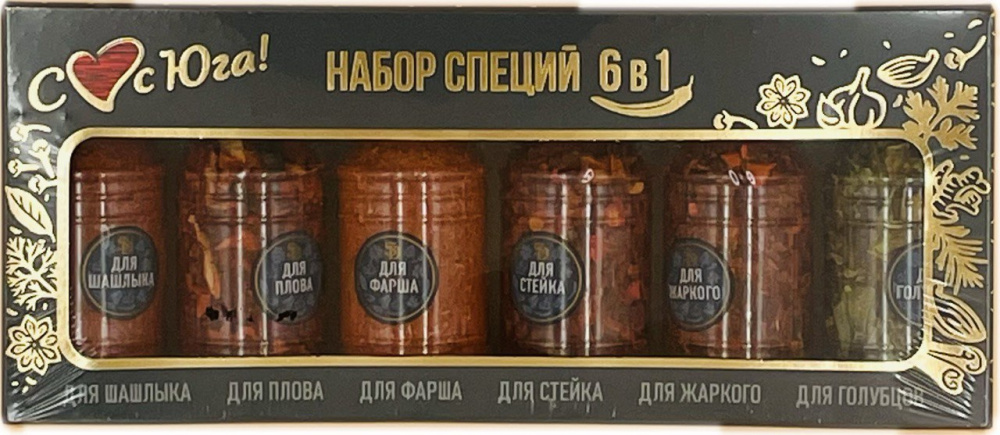 С с Юга!
НАБОР СПЕЦИЙ 6 в 1
ДЛЯ
ШАШЛЫКА
ДЛЯ
ПЛОВА
ДЛЯ
ФАРША
ДЛЯ
СТЕЙКА
ДЛЯ
ЖАРКОГО
ДЛЯ ШАШЛЫКА ДЛЯ ПЛОВА ДЛЯ ФАРША ДЛЯ СТЕЙКА ДЛЯ ЖАРКОГО ДЛЯ ГОЛУБЦОВ